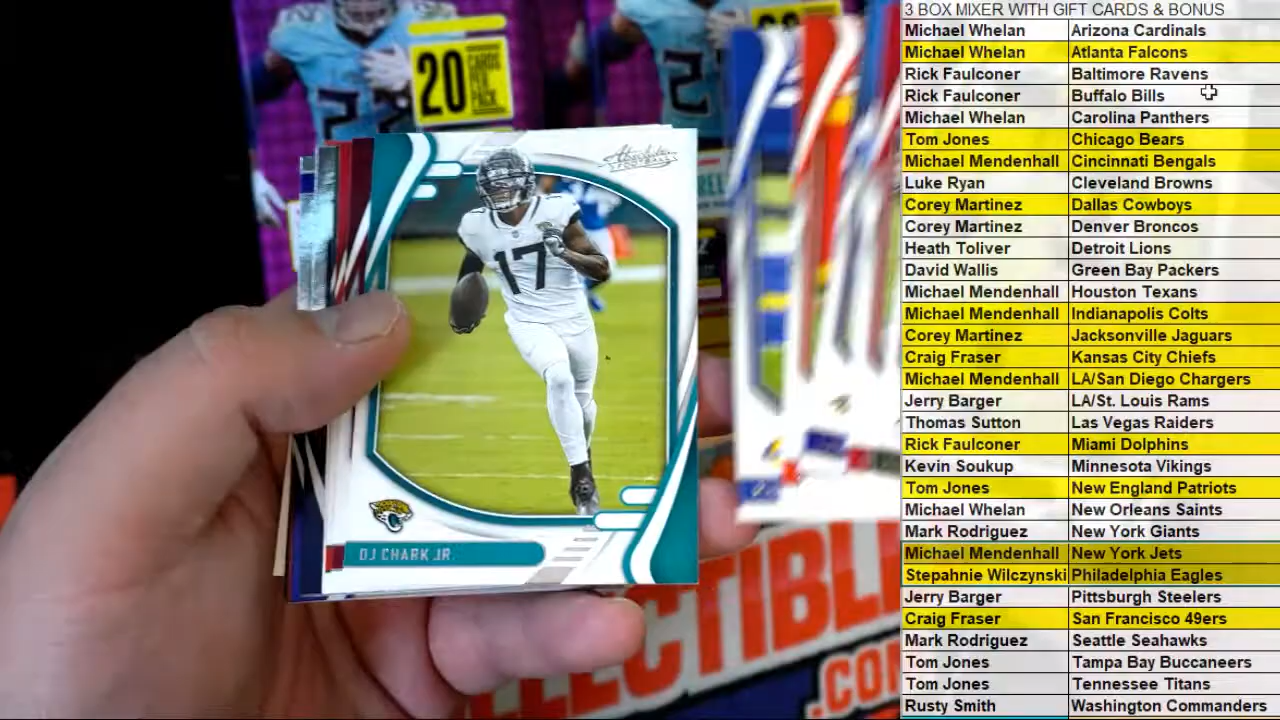 3 BOX MIXER WITH GIFT CARDS & BONUS
Michael Whelan Arizona Cardinals
Michael Whelan Atlanta Falcons
Rick Faulconer Baltimore Ravens
Rick Faulconer Buffalo Bills
Michael Whelan Carolina Panthers
Tom Jones Chicago Bears
Michael Mendenhall Cincinnati Bengals
Luke Ryan Cleveland Browns
Corey Martinez Dallas Cowboys
Corey Martinez Denver Broncos
Heath Toliver Detroit Lions
David Wallis Green Bay Packers
Michael Mendenhall Houston Texans
Michael Mendenhall Indianapolis Colts
Corey Martinez Jacksonville Jaguars
Craig Fraser Kansas City Chiefs
Michael Mendenhall LA/San Diego Chargers
Jerry Barger LA/St. Louis Rams
Thomas Sutton Las Vegas Raiders
Rick Faulconer Miami Dolphins
Kevin Soukup Minnesota Vikings
Tom Jones New England Patriots
Michael Whelan New Orleans Saints
Mark Rodriguez New York Giants
Michael Mendenhall New York Jets
Stepahnie Wilczynski Philadelphia Eagles
Jerry Barger Pittsburgh Steelers
Craig Fraser San Francisco 49ers
Mark Rodriguez Seattle Seahawks
Tom Jones Tampa Bay Buccaneers
Tom Jones Tennessee Titans
Rusty Smith Washington Commanders
20 CARDS PER PACK
Absolute
FOOTBALL
17
DJ CHARK JR.
LECTIBL
.CO